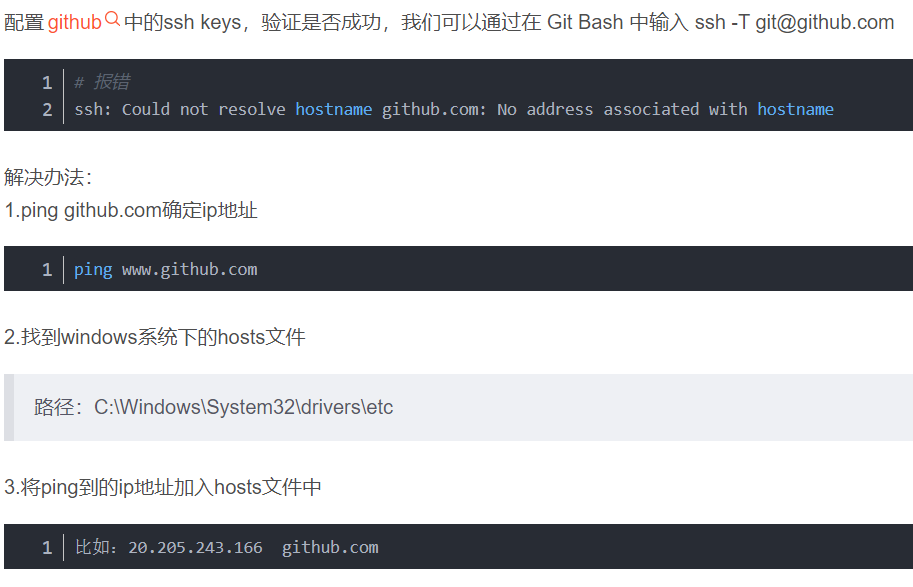 配置github中的ssh keys，验证是否成功，我们可以通过在 Git Bash 中输入 ssh -T git@github.com
1 # 报错
2 ssh: Could not resolve hostname github.com: No address associated with hostname
解决办法：
1.ping github.com确定ip地址
1 ping www.github.com
2.找到windows系统下的hosts文件
路径：C:\Windows\System32\drivers\etc
3.将ping到的ip地址加入hosts文件中
1 比如：20.205.243.166  github.com